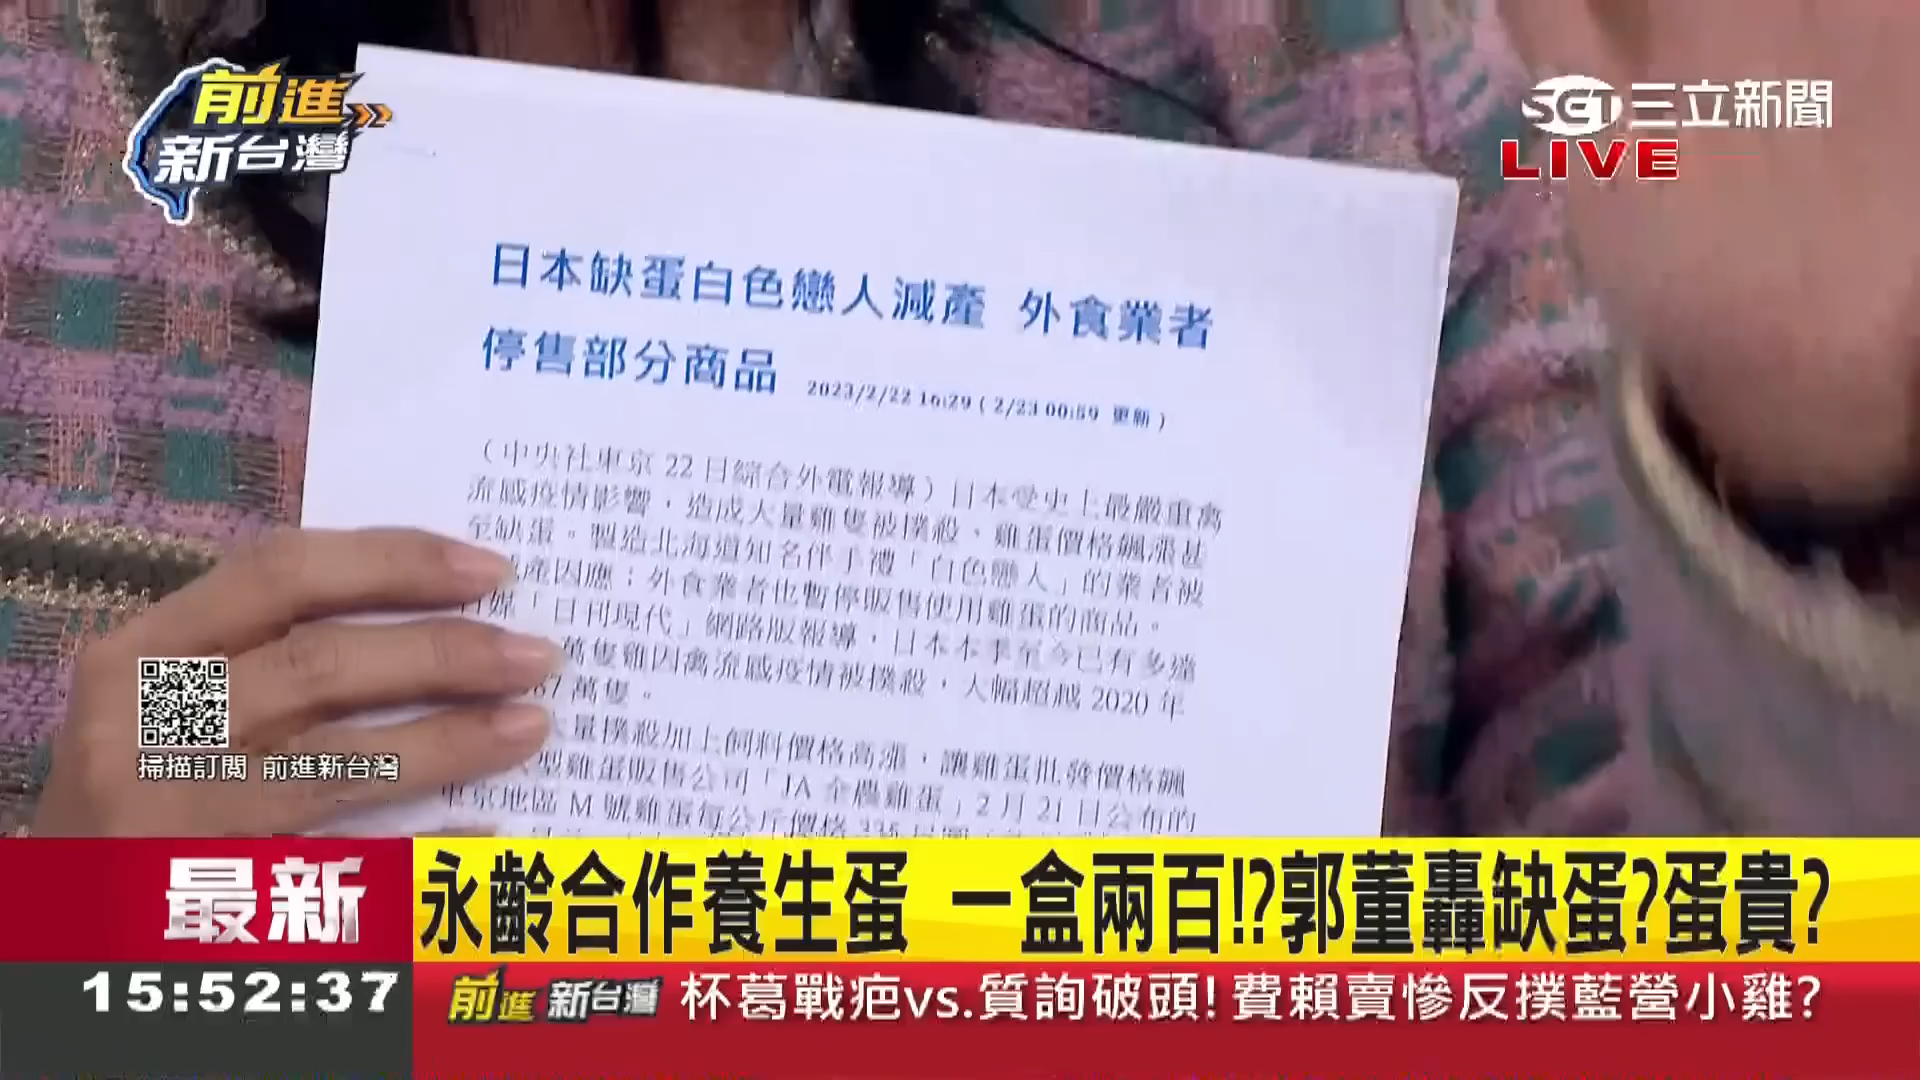 前進
新台灣
SET三立新聞
LIVE
日本缺蛋白色戀人減產 外食業者
停售部分商品 2023/2/22 16:29 ( 2/23 00:59 更新 )
（中央社東京 22 日綜合外電報導）日本受史上最嚴重禽
流感疫情影響，造成大量雞隻被撲殺、雞蛋價格飆漲甚
至缺蛋。製造北海道知名伴手禮「白色戀人」的業者被
產因應；外食業者也暫停販售使用雞蛋的商品。
「日刊現代」網路版報導，日本本季至今已有多達
萬隻雞因禽流感疫情被撲殺，大幅超越 2020 年
87 萬隻。
大量撲殺加上飼料價格高漲，讓雞蛋批發價格飆
型雞蛋販售公司「JA 全農雞蛋」2 月 21 日公布的
東京地區 M 號雞蛋每公斤價格
掃描訂閱 前進新台灣
最新
永齡合作養生蛋 一盒兩百!?郭董轟缺蛋?蛋貴?
15:52:37
前進新台灣 杯葛戰疤vs.質詢破頭!費賴賣慘反撲藍營小雞?